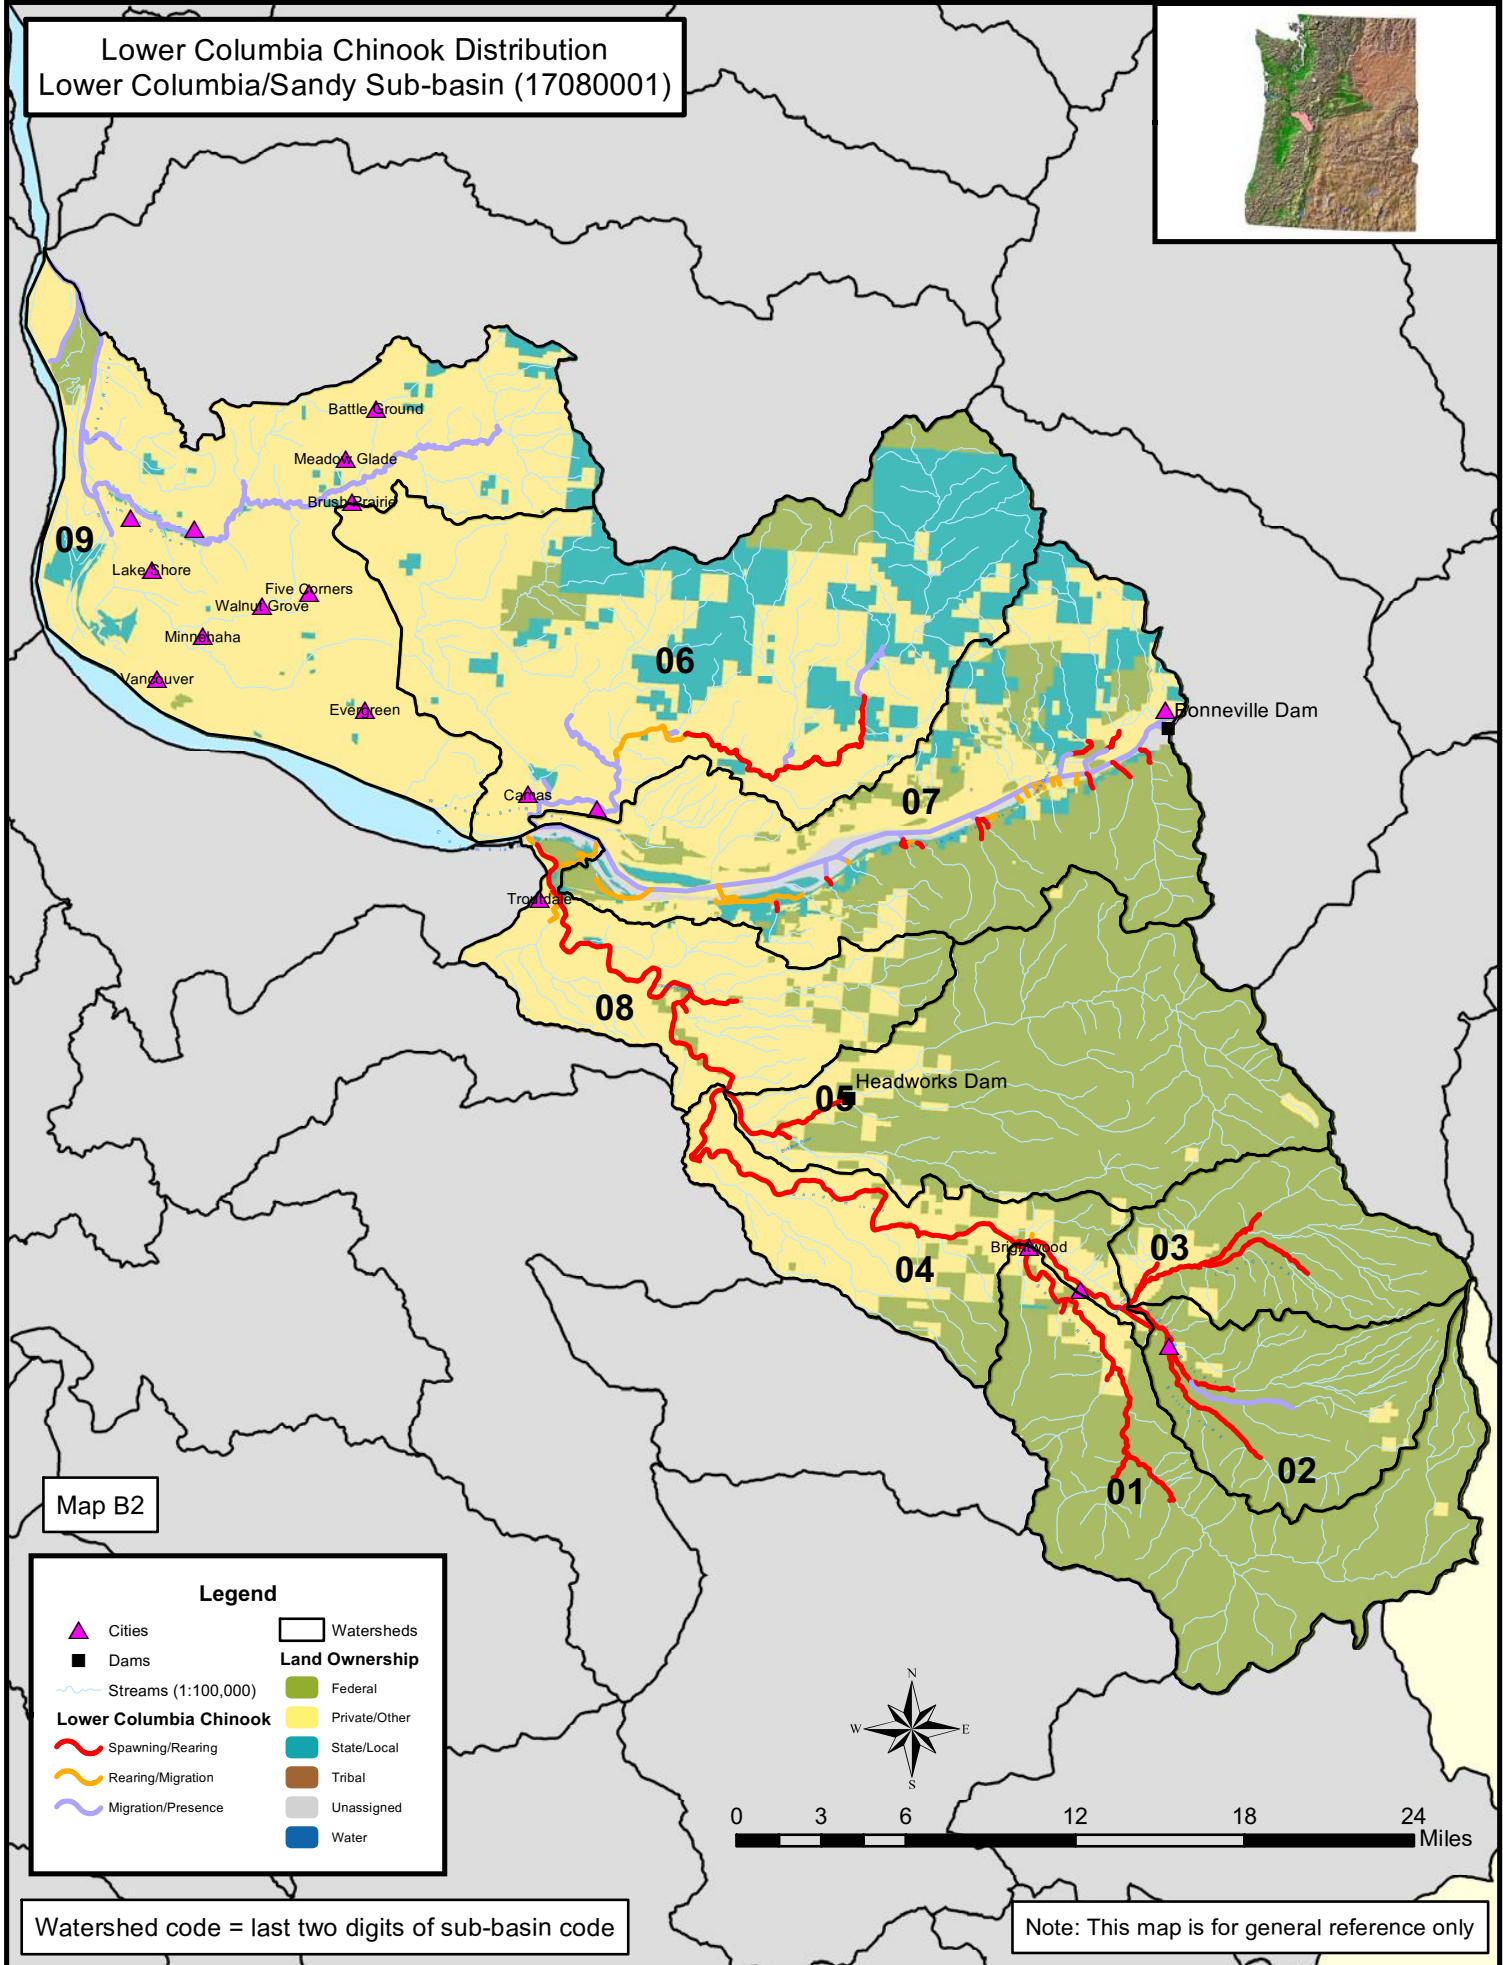 Lower Columbia Chinook Distribution
Lower Columbia/Sandy Sub-basin (17080001)
Battle Ground
Meadow Glade
Brush Prairie
09
Lake Shore
Five Corners
Walnut Grove
Minnehaha
Vancouver
Evergreen
06
Bonneville Dam
Camas
07
Troutdale
08
05
Headworks Dam
Brightwood
03
04
02
01
Map B2
Legend
Cities
Dams
Streams (1:100,000)
Lower Columbia Chinook
Spawning/Rearing
Rearing/Migration
Migration/Presence
Watersheds
Land Ownership
Federal
Private/Other
State/Local
Tribal
Unassigned
Water
N
W
E
S
0 3 6 12 18 24
Miles
Watershed code = last two digits of sub-basin code
Note: This map is for general reference only